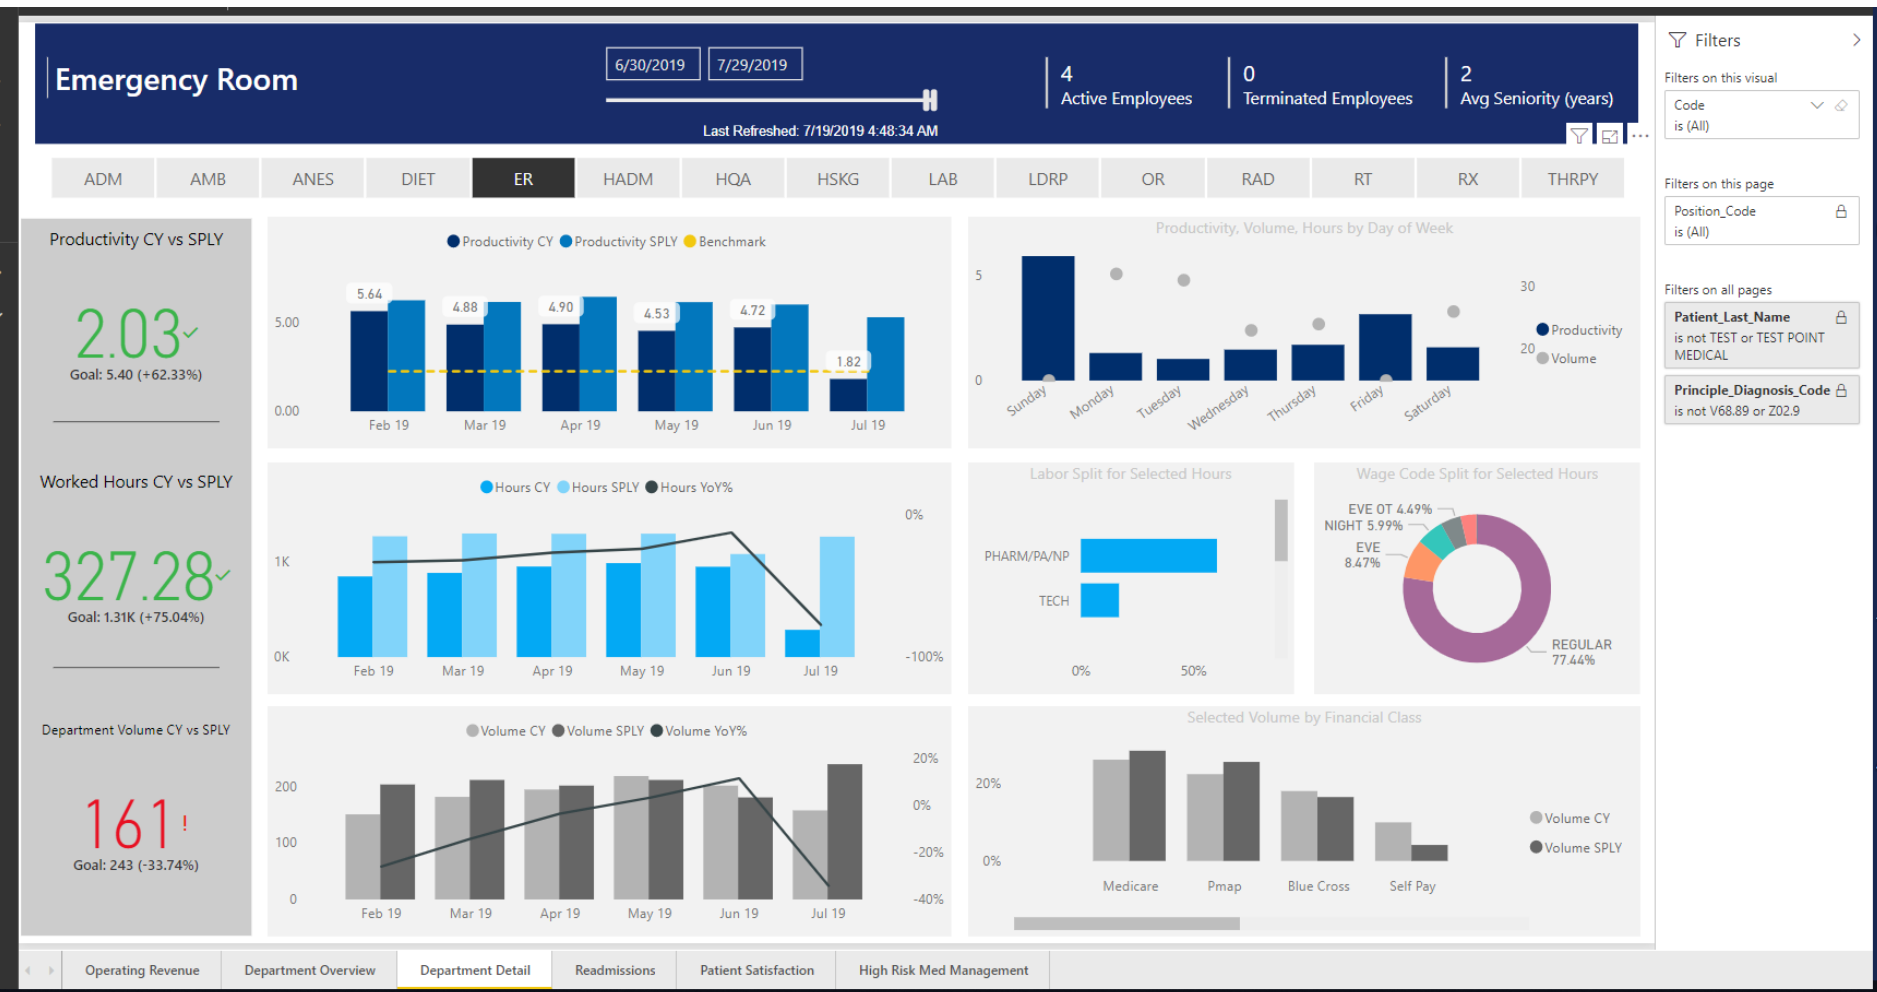 Emergency Room
6/30/2019
7/29/2019
Last Refreshed: 7/19/2019 4:48:34 AM
4
Active Employees
0
Terminated Employees
2
Avg Seniority (years)
ADM
AMB
ANES
DIET
ER
HADM
HQA
HSKG
LAB
LDRP
OR
RAD
RT
RX
THRPY
Productivity CY vs SPLY
2.03
Goal: 5.40 (+62.33%)
Worked Hours CY vs SPLY
327.28
Goal: 1.31K (+75.04%)
Department Volume CY vs SPLY
161!
Goal: 243 (-33.74%)
Productivity CY Productivity SPLY Benchmark
5.00
0.00
5.64
4.88
4.90
4.53
4.72
1.82
Feb 19
Mar 19
Apr 19
May 19
Jun 19
Jul 19
Productivity, Volume, Hours by Day of Week
5
0
30
20
Productivity
Volume
Sunday
Monday
Tuesday
Wednesday
Thursday
Friday
Saturday
Hours CY Hours SPLY Hours YoY%
1K
0K
0%
-100%
Feb 19
Mar 19
Apr 19
May 19
Jun 19
Jul 19
Labor Split for Selected Hours
PHARM/PA/NP
TECH
0%
50%
Wage Code Split for Selected Hours
EVE OT 4.49%
NIGHT 5.99%
EVE
8.47%
REGULAR
77.44%
Volume CY Volume SPLY Volume YoY%
200
100
0
20%
0%
-20%
-40%
Feb 19
Mar 19
Apr 19
May 19
Jun 19
Jul 19
Selected Volume by Financial Class
20%
0%
Medicare
Pmap
Blue Cross
Self Pay
Volume CY
Volume SPLY
Filters
Filters on this visual
Code
is (All)
Filters on this page
Position_Code
is (All)
Filters on all pages
Patient_Last_Name
is not TEST or TEST POINT
MEDICAL
Principle_Diagnosis_Code
is not V68.89 or Z02.9
Operating Revenue
Department Overview
Department Detail
Readmissions
Patient Satisfaction
High Risk Med Management